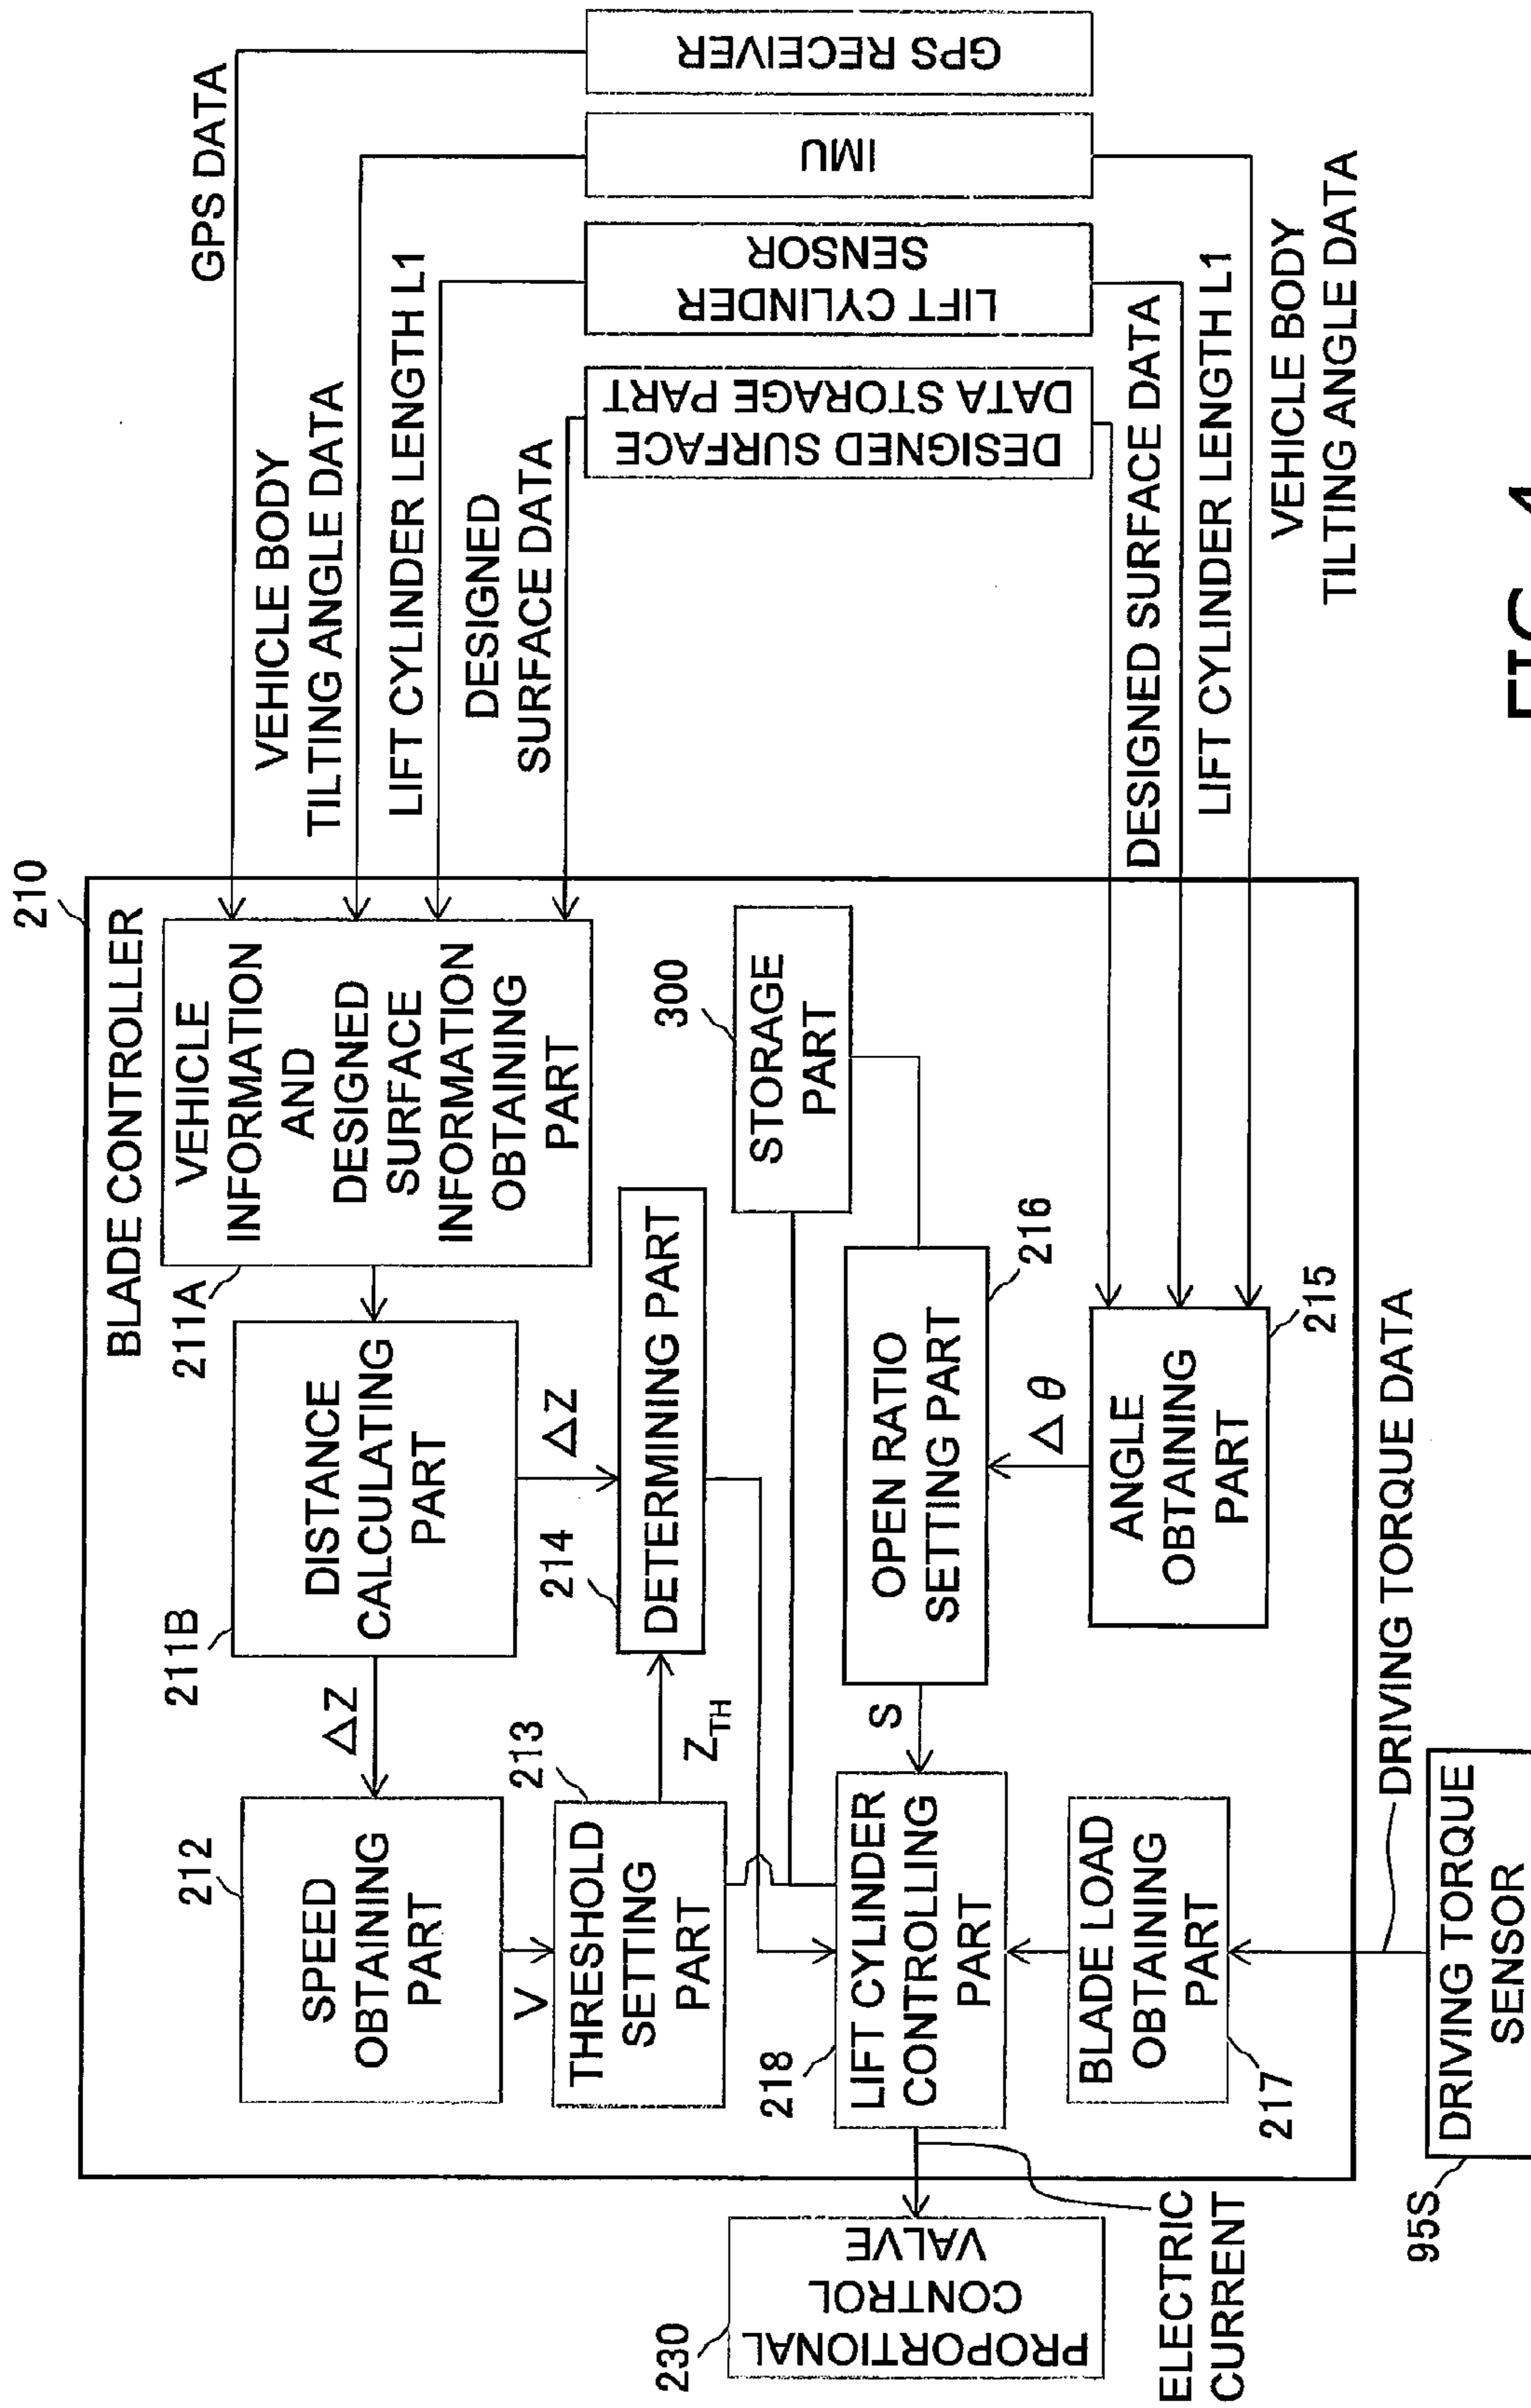 210
BLADE CONTROLLER
211A
VEHICLE
INFORMATION
AND
DESIGNED
SURFACE
INFORMATION
OBTAINING
PART
211B
DISTANCE
CALCULATING
PART
ΔZ
ΔZ
212
SPEED
OBTAINING
PART
V
213
THRESHOLD
SETTING
PART
Z_TH
214
DETERMINING PART
300
STORAGE
PART
216
OPEN RATIO
SETTING PART
S
Δθ
215
ANGLE
OBTAINING
PART
218
LIFT CYLINDER
CONTROLLING
PART
217
BLADE LOAD
OBTAINING
PART
DRIVING TORQUE DATA
95S
DRIVING TORQUE
SENSOR
230
PROPORTIONAL
CONTROL
VALVE
ELECTRIC
CURRENT
GPS DATA
VEHICLE BODY
TILTING ANGLE DATA
LIFT CYLINDER LENGTH L1
DESIGNED
SURFACE DATA
GPS RECEIVER
IMU
LIFT CYLINDER
SENSOR
DESIGNED SURFACE
DATA STORAGE PART
DESIGNED SURFACE DATA
LIFT CYLINDER LENGTH L1
VEHICLE BODY
TILTING ANGLE DATA